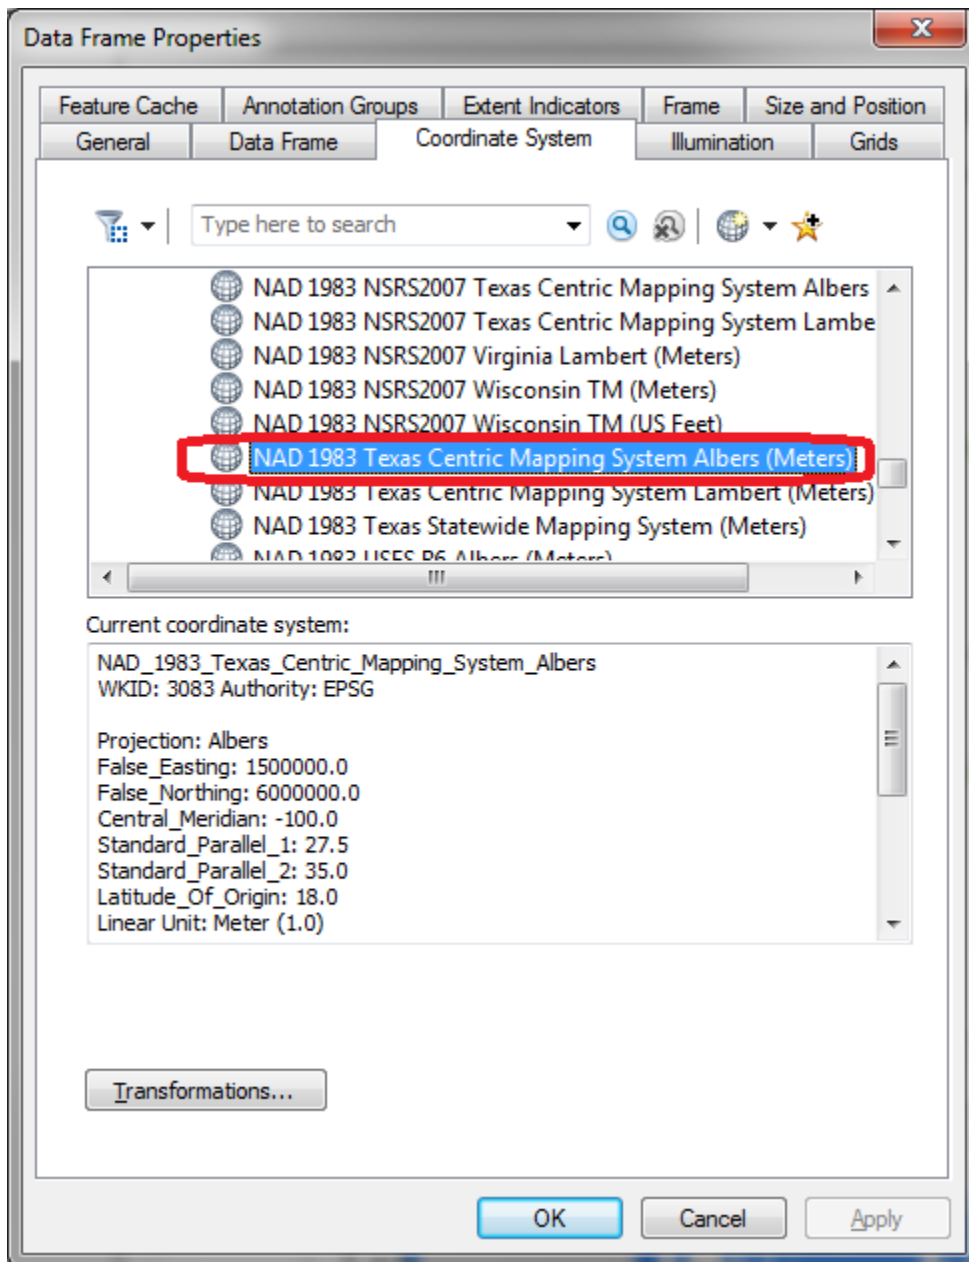 Data Frame Properties
Feature Cache Annotation Groups Extent Indicators Frame Size and Position
General Data Frame Coordinate System Illumination Grids
Type here to search
NAD 1983 NSRS2007 Texas Centric Mapping System Albers
NAD 1983 NSRS2007 Texas Centric Mapping System Lambe
NAD 1983 NSRS2007 Virginia Lambert (Meters)
NAD 1983 NSRS2007 Wisconsin TM (Meters)
NAD 1983 NSRS2007 Wisconsin TM (US Feet)
NAD 1983 Texas Centric Mapping System Albers (Meters)
NAD 1983 Texas Centric Mapping System Lambert (Meters)
NAD 1983 Texas Statewide Mapping System (Meters)
NAD 1983 USFS R6 Albers (Meters)
Current coordinate system:
NAD_1983_Texas_Centric_Mapping_System_Albers
WKID: 3083 Authority: EPSG
Projection: Albers
False_Easting: 1500000.0
False_Northing: 6000000.0
Central_Meridian: -100.0
Standard_Parallel_1: 27.5
Standard_Parallel_2: 35.0
Latitude_Of_Origin: 18.0
Linear Unit: Meter (1.0)
Transformations...
OK Cancel Apply